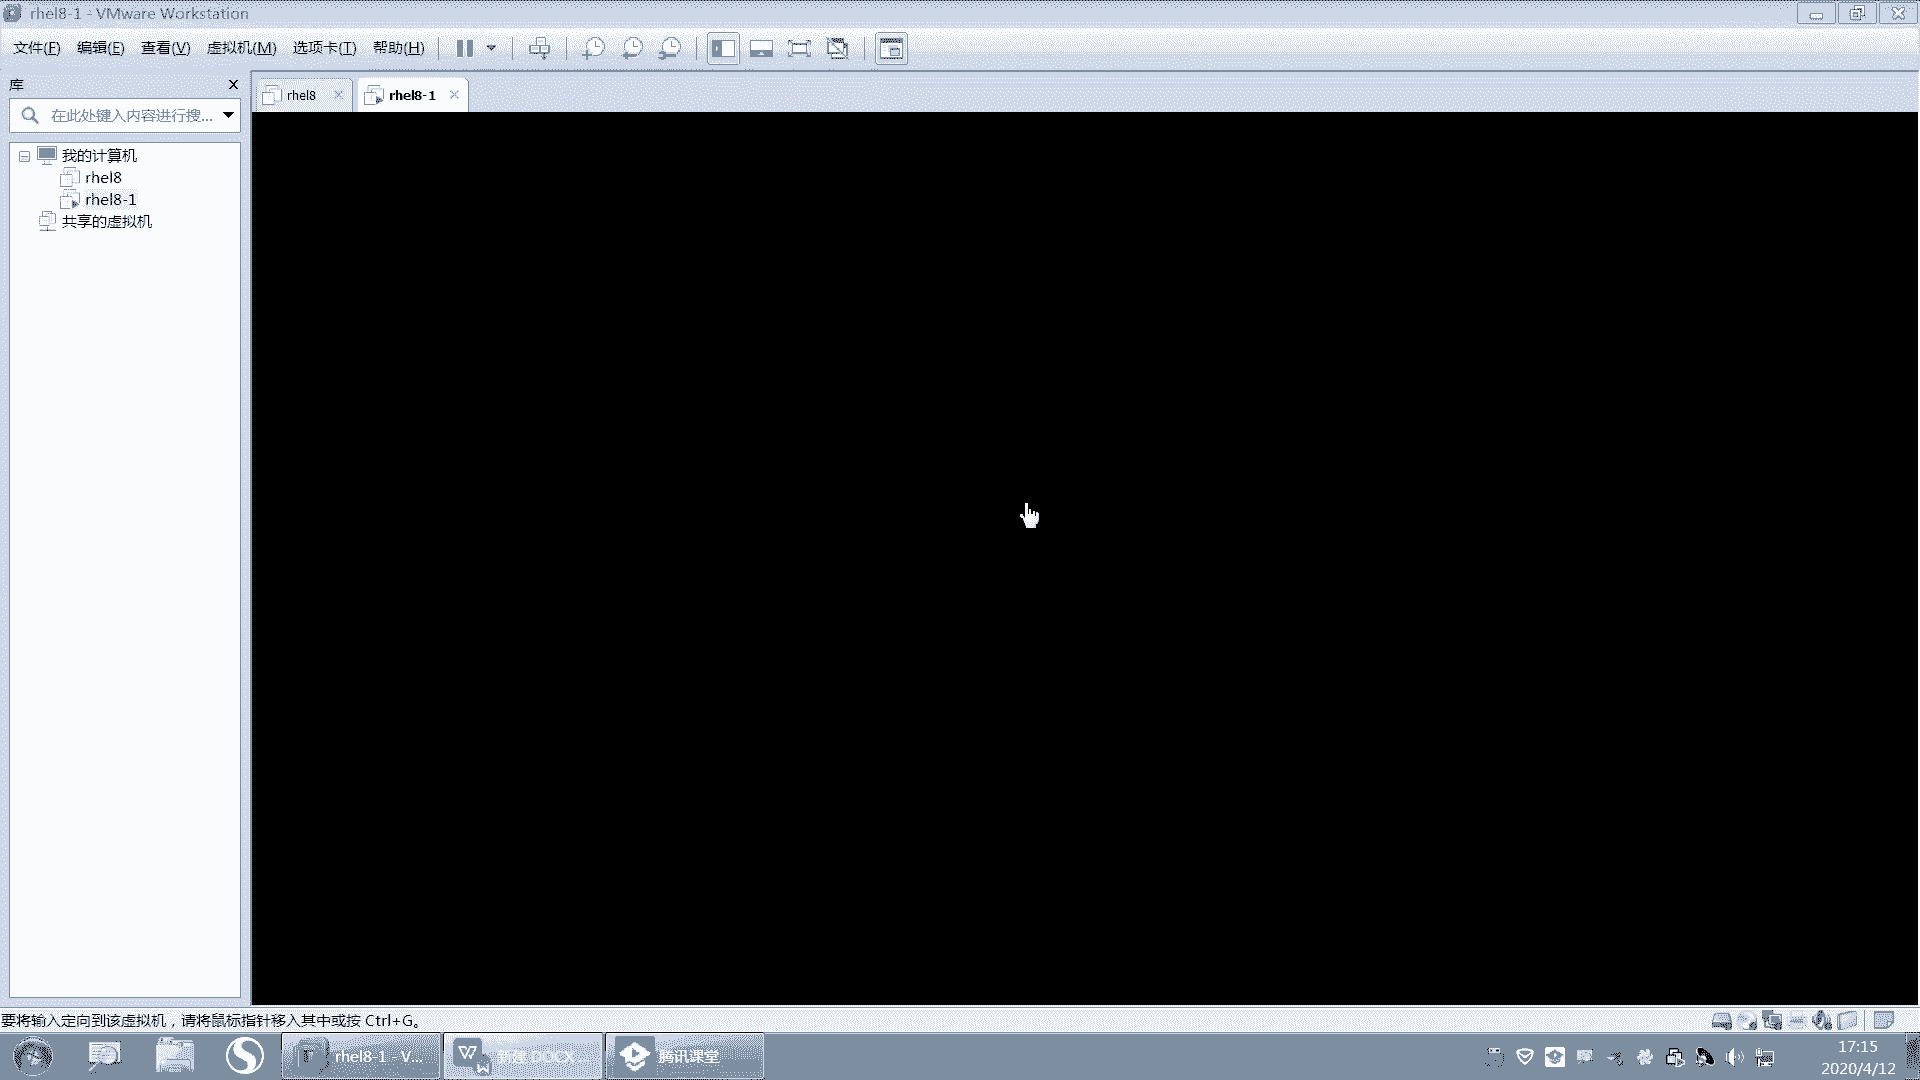 rhel8-1 - VMware Workstation
文件(F) 编辑(E) 查看(V) 虚拟机(M) 选项卡(T) 帮助(H)
库
rhel8
rhel8-1
在此处键入内容进行搜...
我的计算机
rhel8
rhel8-1
共享的虚拟机
要将输入定向到该虚拟机，请将鼠标指针移入其中或按 Ctrl+G。
rhel8-1 - V...
新建 DOCX ...
腾讯课堂
17:15
2020/4/12